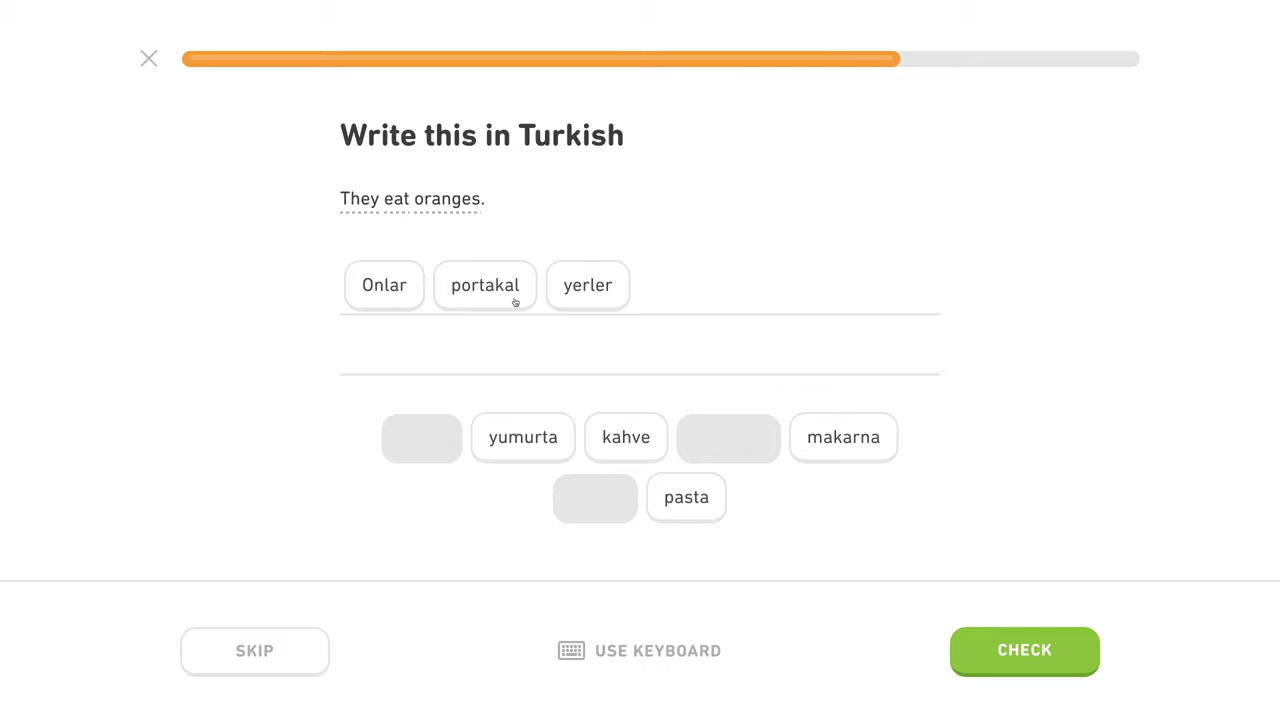 Write this in Turkish
They eat oranges.
Onlar portakal yerler
yumurta kahve makarna
pasta
SKIP USE KEYBOARD CHECK